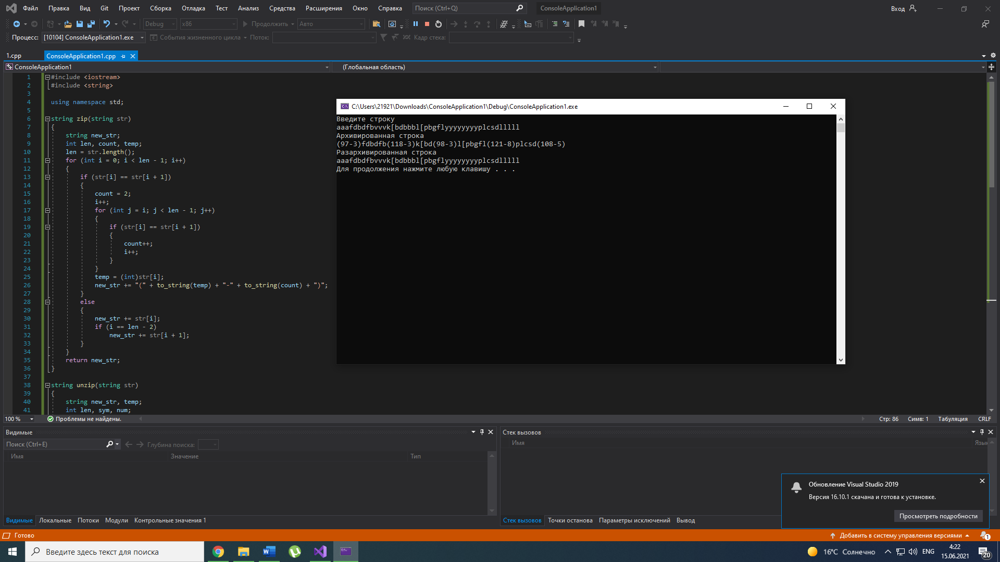 Файл Правка Вид Git Проект Сборка Отладка Тест Анализ Средства Расширения Окно Справка Поиск (Ctrl+Q) ConsoleApplication1 Вход
Debug x86 Продолжить Авто
Процесс: [10104] ConsoleApplication1.exe События жизненного цикла Поток: Кадр стека:
1.cpp ConsoleApplication1.cpp
ConsoleApplication1 (Глобальная область)
1 #include <iostream>
2 #include <string>
3
4 using namespace std;
5
6 string zip(string str)
7 {
8 string new_str;
9 int len, count, temp;
10 len = str.length();
11 for (int i = 0; i < len - 1; i++)
12 {
13 if (str[i] == str[i + 1])
14 {
15 count = 2;
16 i++;
17 for (int j = i; j < len - 1; j++)
18 {
19 if (str[i] == str[i + 1])
20 {
21 count++;
22 i++;
23 }
24 }
25 temp = (int)str[i];
26 new_str += "(" + to_string(temp) + "-" + to_string(count) + ")";
27 }
28 else
29 {
30 new_str += str[i];
31 if (i == len - 2)
32 new_str += str[i + 1];
33 }
34 }
35 return new_str;
36 }
37
38 string unzip(string str)
39 {
40 string new_str, temp;
41 int len, sym, num;
C:\Users\21921\Downloads\ConsoleApplication1\Debug\ConsoleApplication1.exe
Введите строку
aaafdbdfbvvvk[bdbbbl[pbgflyyyyyyyyplcsdlllll
Архивированная строка
(97-3)fdbdfb(118-3)k[bd(98-3)l[pbgfl(121-8)plcsd(108-5)
Разархивированная строка
aaafdbdfbvvvk[bdbbbl[pbgflyyyyyyyyplcsdlllll
Для продолжения нажмите любую клавишу . . .
100 % Проблемы не найдены. Стр: 86 Симв: 1 Табуляция CRLF
Видимые
Поиск (Ctrl+E) Глубина поиска:
Имя Значение Тип
Видимые Локальные Потоки Модули Контрольные значения 1
Стек вызовов
Имя Язык
Стек вызовов Точки останова Параметры исключений Вывод
Обновление Visual Studio 2019
Версия 16.10.1 скачана и готова к установке.
Просмотреть подробности
Готово Добавить в систему управления версиями 1
Введите здесь текст для поиска 16°C Солнечно ENG 4:22
15.06.2021 20